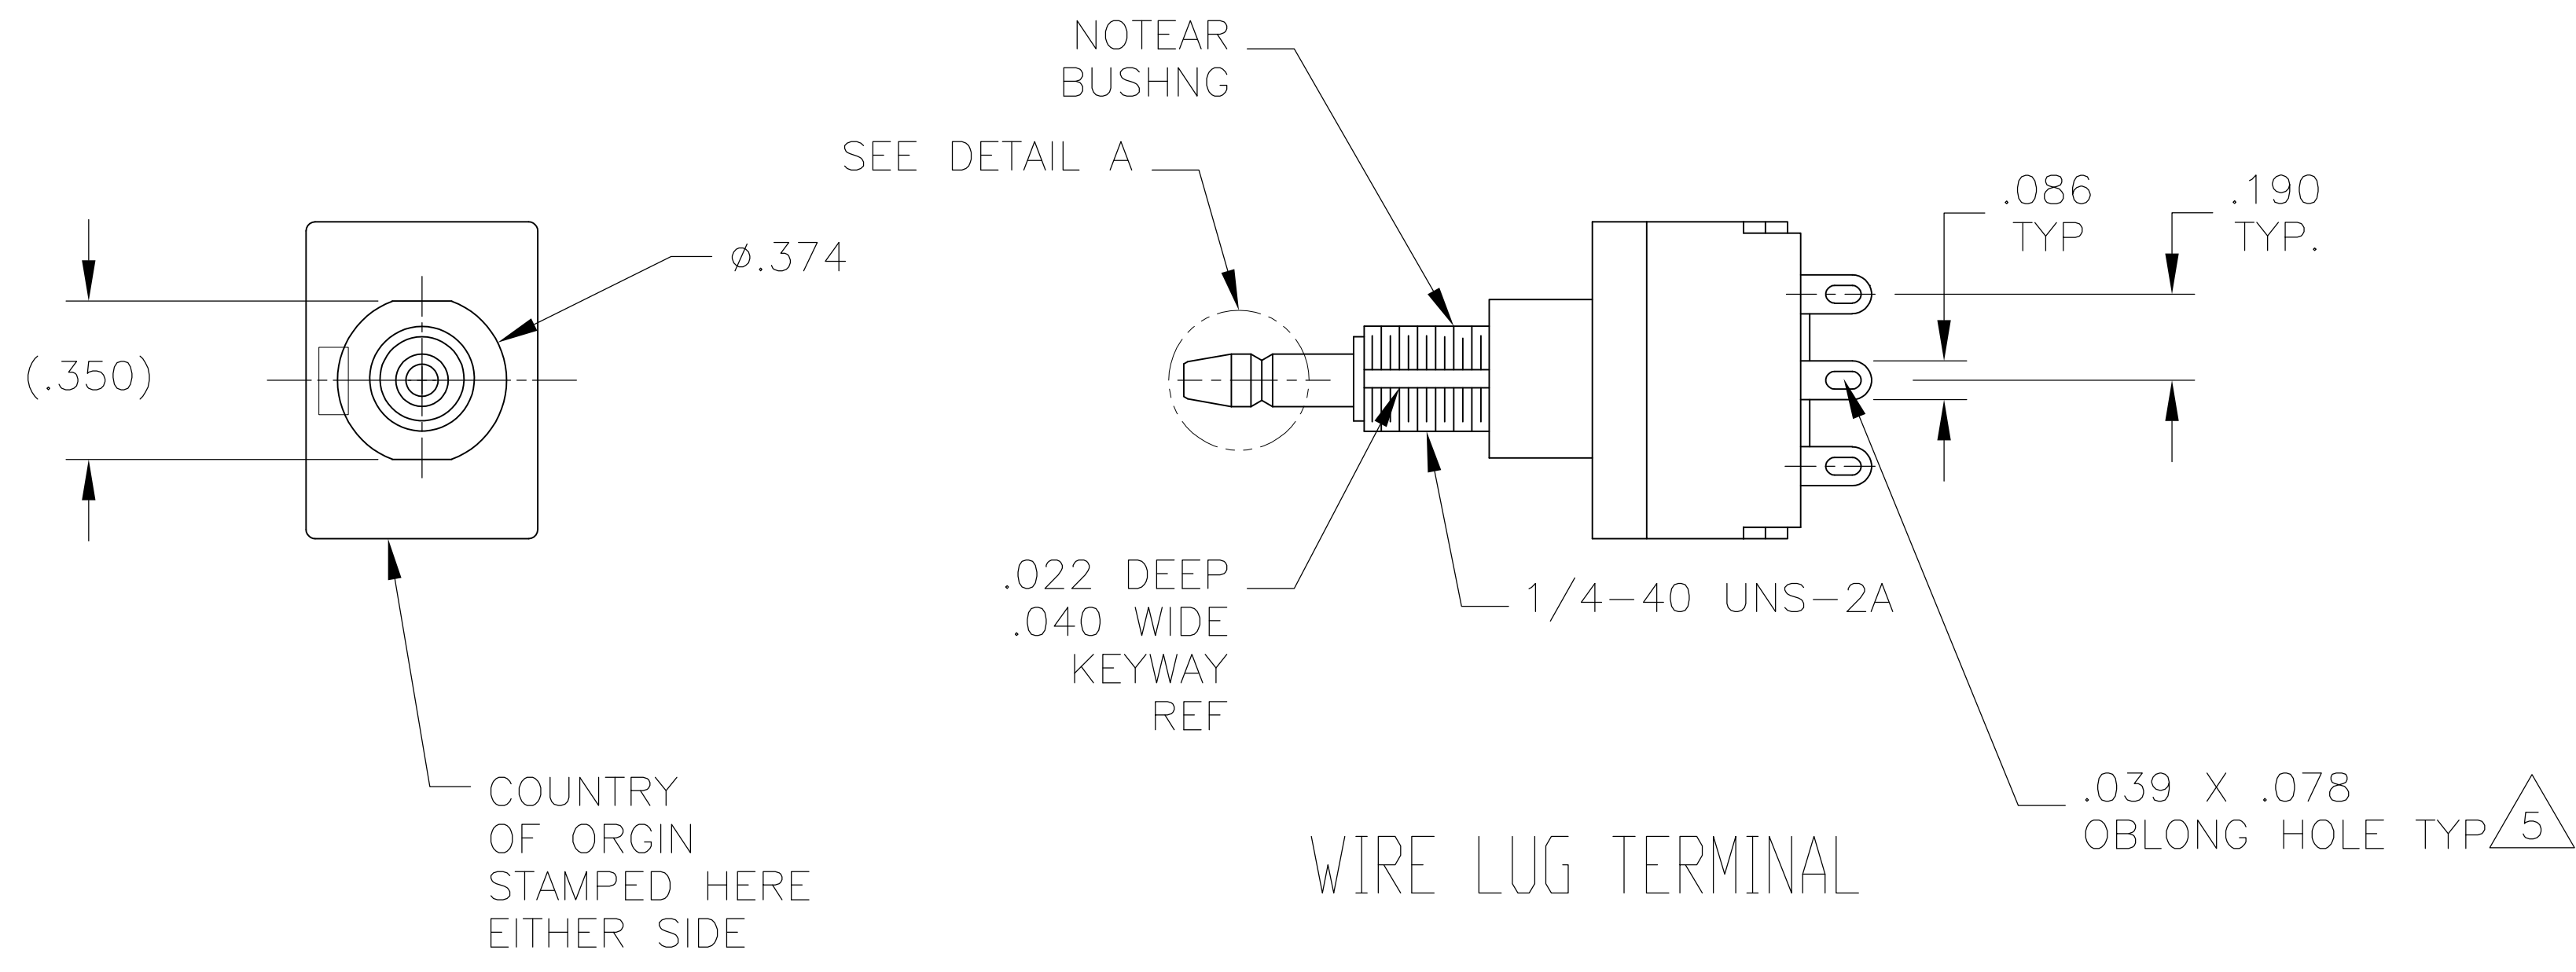 NOTEAR
BUSHNG
SEE DETAIL A
.086
TYP
.190
TYP.
ø.374
(.350)
.022 DEEP
.040 WIDE
KEYWAY
REF
1/4-40 UNS-2A
COUNTRY
OF ORGIN
STAMPED HERE
EITHER SIDE
.039 X .078
OBLONG HOLE TYP
5
WIRE LUG TERMINAL